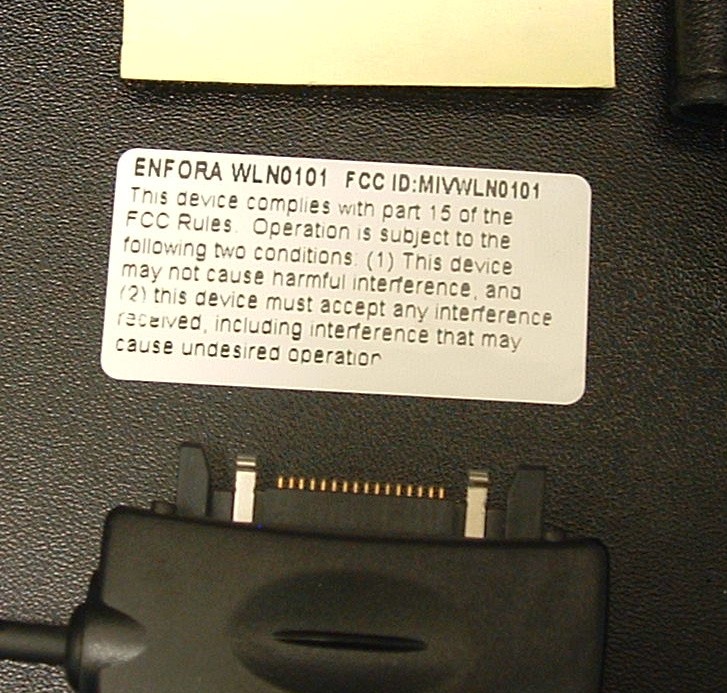 ENFORA WLN0101 FCC ID:MIVWLN0101
This device complies with part 15 of the
FCC Rules. Operation is subject to the
following two conditions: (1) This device
may not cause harmful interference, and
(2) this device must accept any interference
received, including interference that may
cause undesired operation